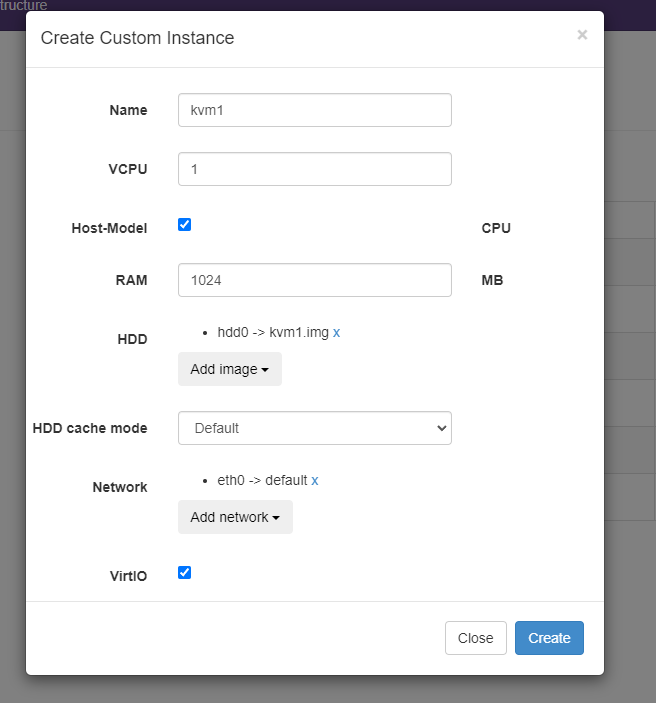 tructure
Create Custom Instance ×
Name kvm1
VCPU 1
Host-Model CPU
RAM 1024 MB
HDD hdd0 -> kvm1.img x
Add image
HDD cache mode Default
Network eth0 -> default x
Add network
VirtIO
Close Create